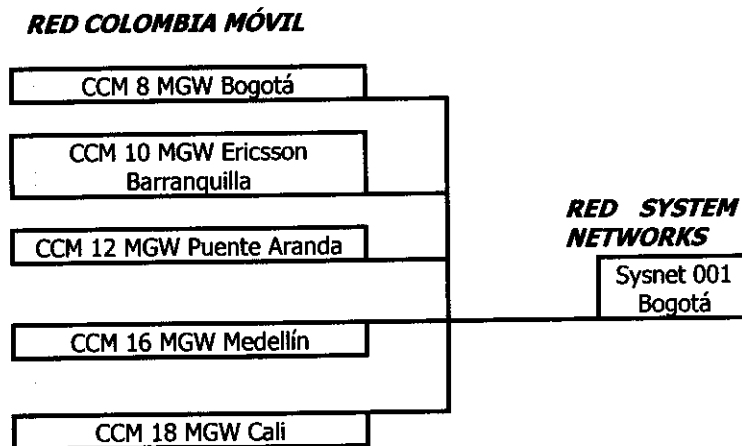 RED COLOMBIA MÓVIL
CCM 8 MGW Bogotá
CCM 10 MGW Ericsson
Barranquilla
CCM 12 MGW Puente Aranda
CCM 16 MGW Medellín
CCM 18 MGW Cali
RED SYSTEM
NETWORKS
Sysnet 001
Bogotá